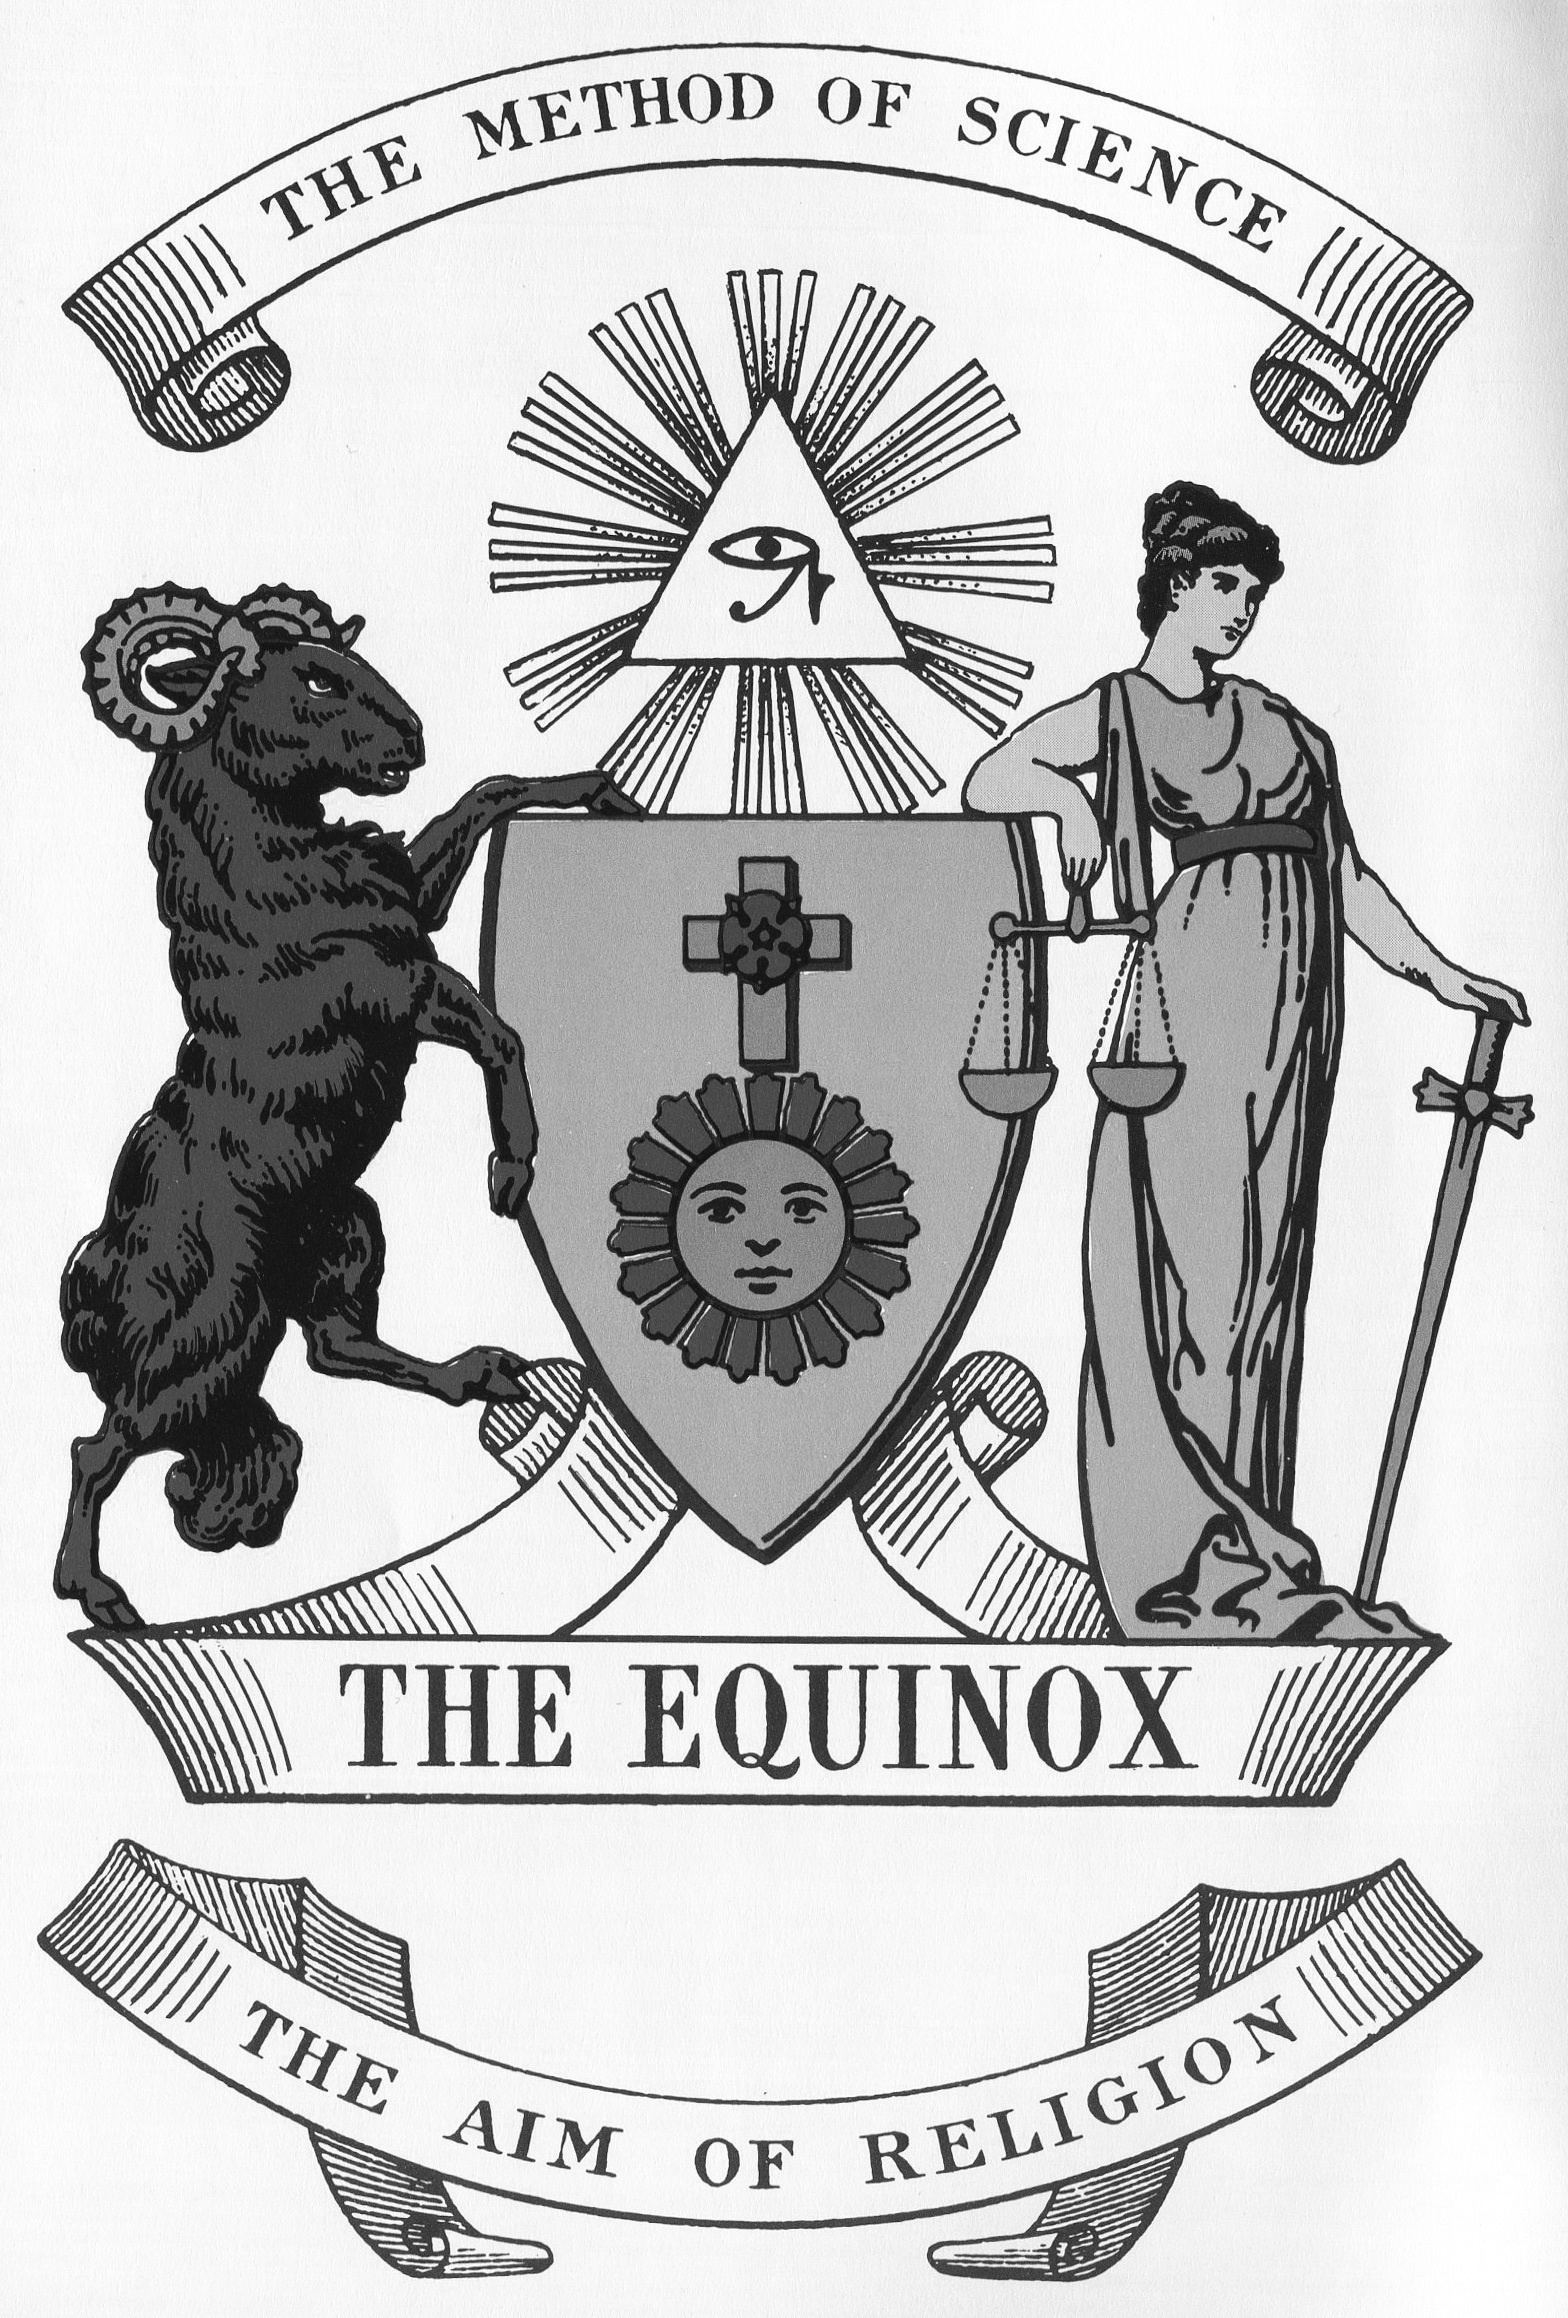 THE METHOD OF SCIENCE
THE EQUINOX
THE AIM OF RELIGION